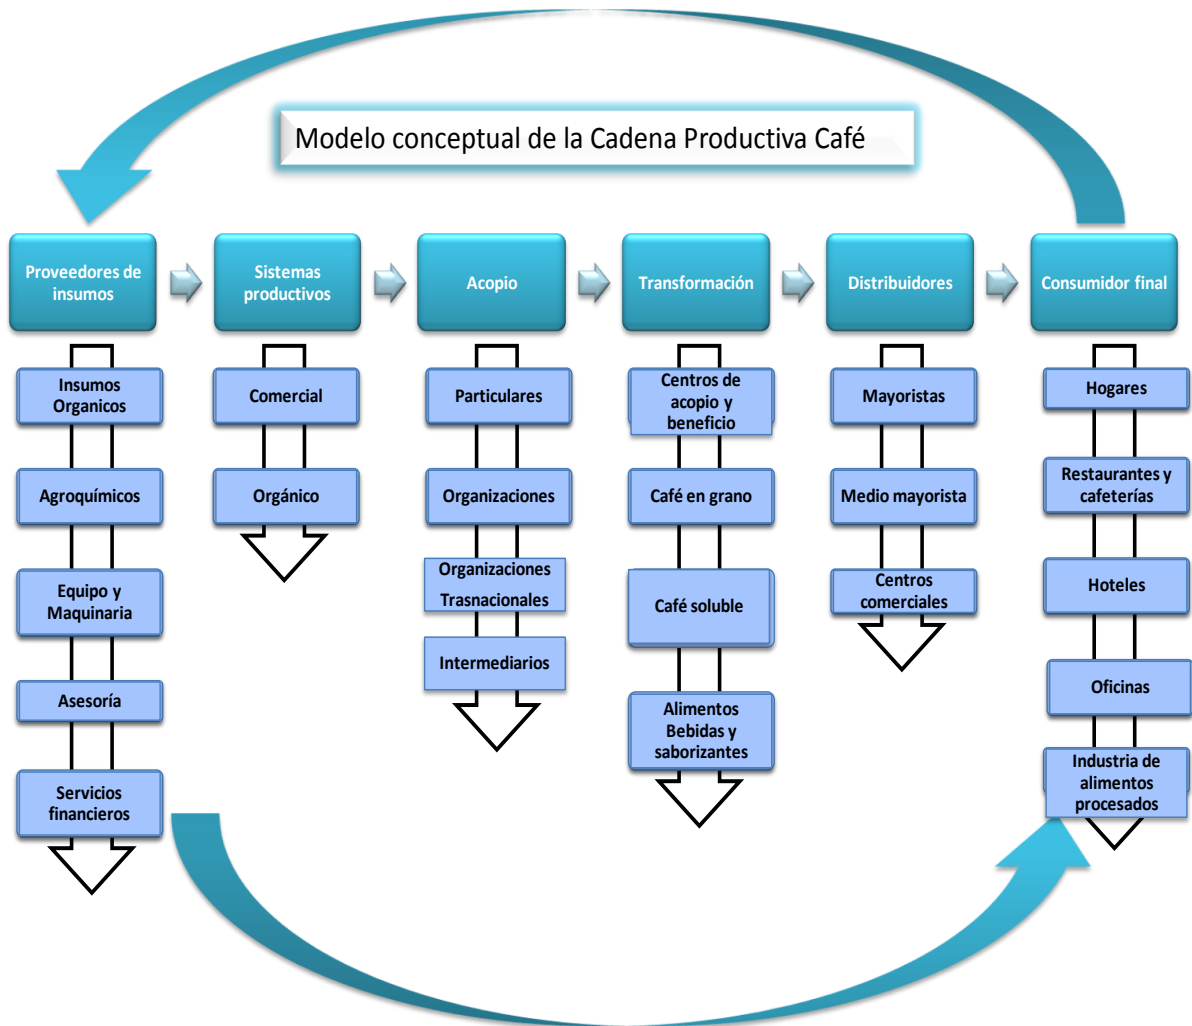 Modelo conceptual de la Cadena Productiva Café
Proveedores de
insumos
Sistemas
productivos
Acopio
Transformación
Distribuidores
Consumidor final
Insumos
Organicos
Agroquímicos
Equipo y
Maquinaria
Asesoría
Servicios
financieros
Comercial
Orgánico
Particulares
Organizaciones
Organizaciones
Trasnacionales
Intermediarios
Centros de
acopio y
beneficio
Café en grano
Café soluble
Alimentos
Bebidas y
saborizantes
Mayoristas
Medio mayorista
Centros
comerciales
Hogares
Restaurantes y
cafeterías
Hoteles
Oficinas
Industria de
alimentos
procesados